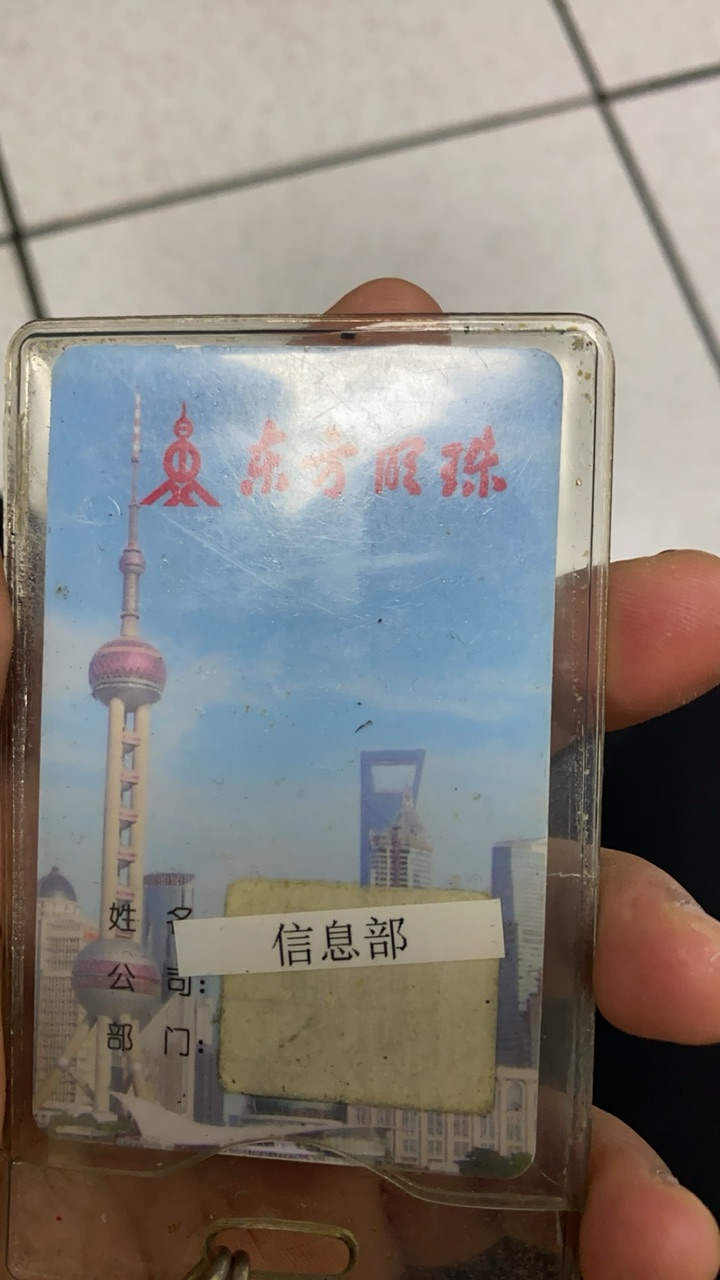 东方明珠
姓 名
信息部
公 司:
部 门: